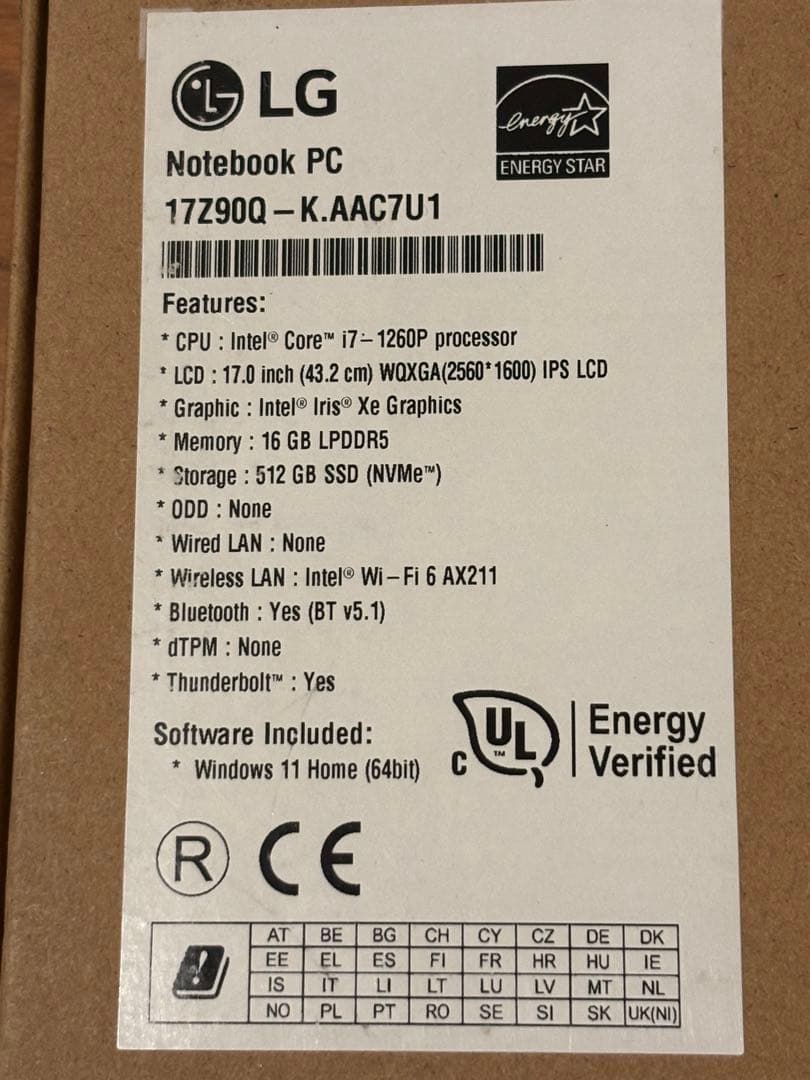 LG
energy
ENERGY STAR
Notebook PC
17Z90Q – K.AAC7U1
Features:
* CPU : Intel® Core™ i7 – 1260P processor
* LCD : 17.0 inch (43.2 cm) WQXGA(2560*1600) IPS LCD
* Graphic : Intel® Iris® Xe Graphics
* Memory : 16 GB LPDDR5
* Storage : 512 GB SSD (NVMe™)
* ODD : None
* Wired LAN : None
* Wireless LAN : Intel® Wi – Fi 6 AX211
* Bluetooth : Yes (BT v5.1)
* dTPM : None
* Thunderbolt™ : Yes
Software Included:
* Windows 11 Home (64bit)
C UL ™ Energy
Verified
R CE
AT BE BG CH CY CZ DE DK
EE EL ES FI FR HR HU IE
IS IT LI LT LU LV MT NL
NO PL PT RO SE SI SK UK(NI)